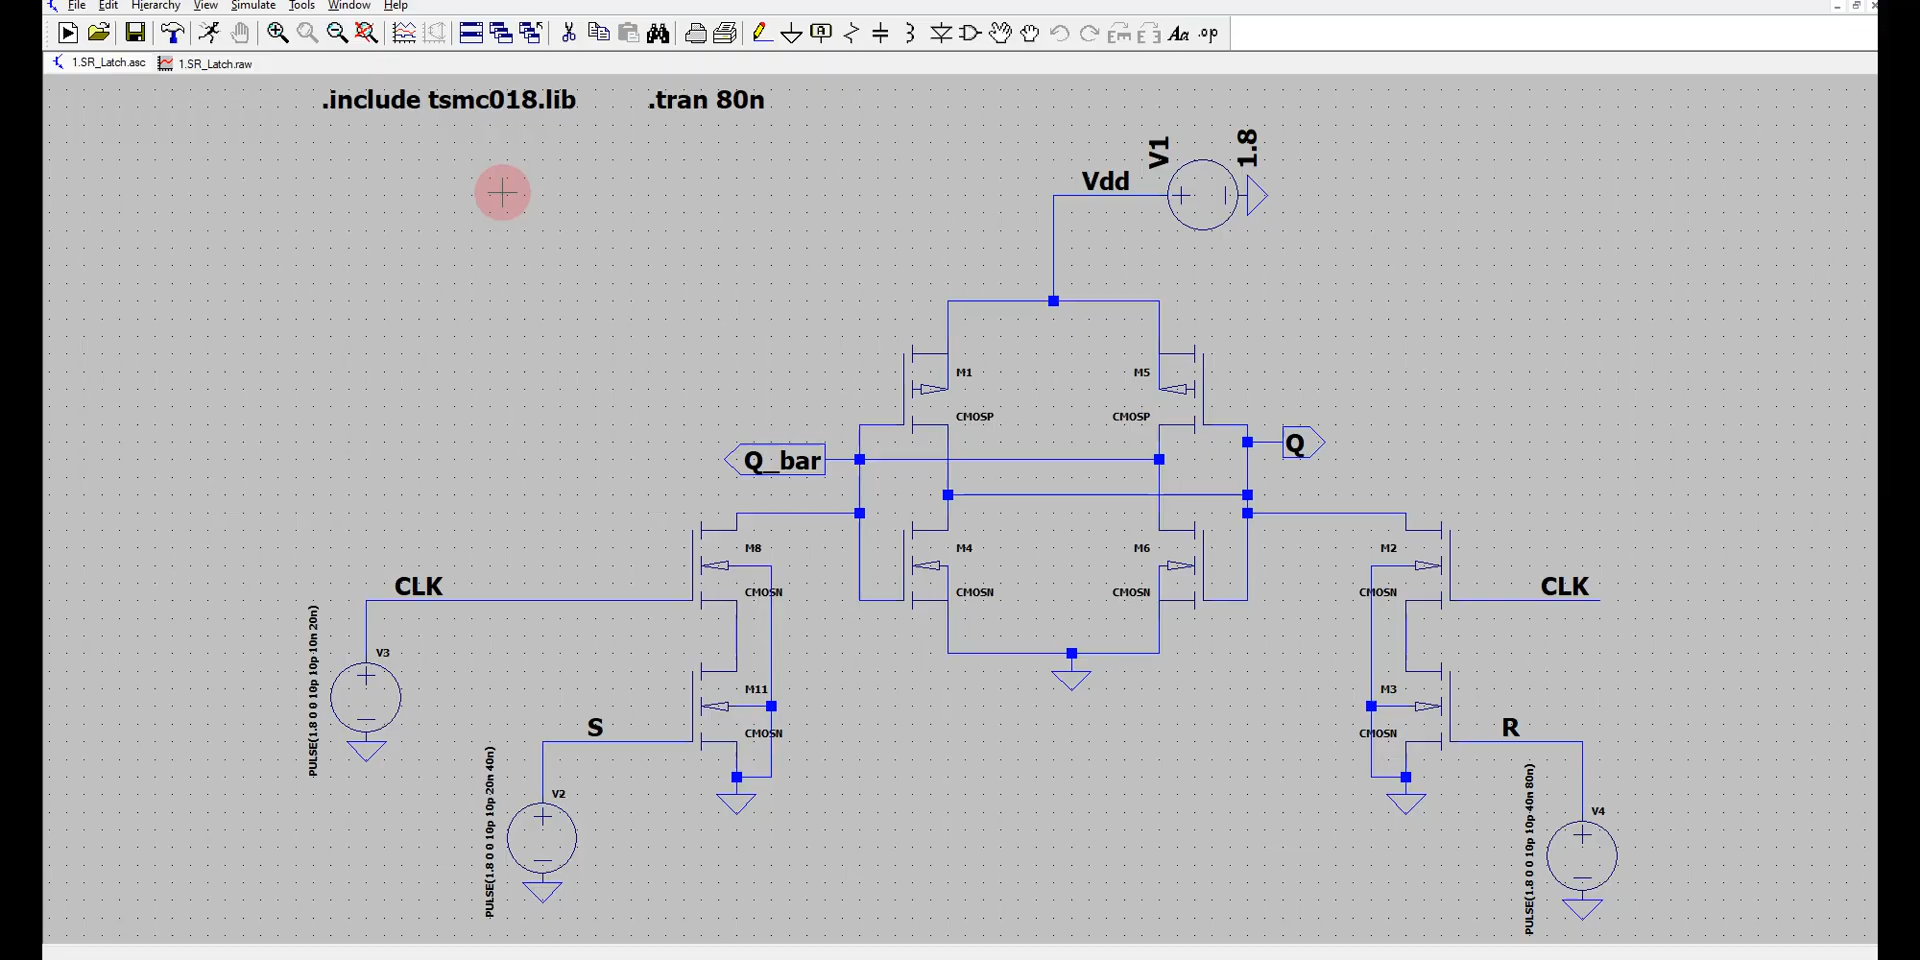 File Edit Hierarchy View Simulate Tools Window Help
1.SR_Latch.asc 1.SR_Latch.raw
.include tsmc018.lib .tran 80n
V1
1.8
Vdd
M1 M5
CMOSP CMOSP
Q_bar Q
M8 M4 M6 M2
CMOSN CMOSN CMOSN CMOSN
CLK CLK
V3
PULSE(1.8 0 0 10p 10p 10n 20n)
M11 M3
S R
CMOSN CMOSN
V2
PULSE(1.8 0 0 10p 10p 20n 40n)
V4
PULSE(1.8 0 0 10p 10p 40n 80n)